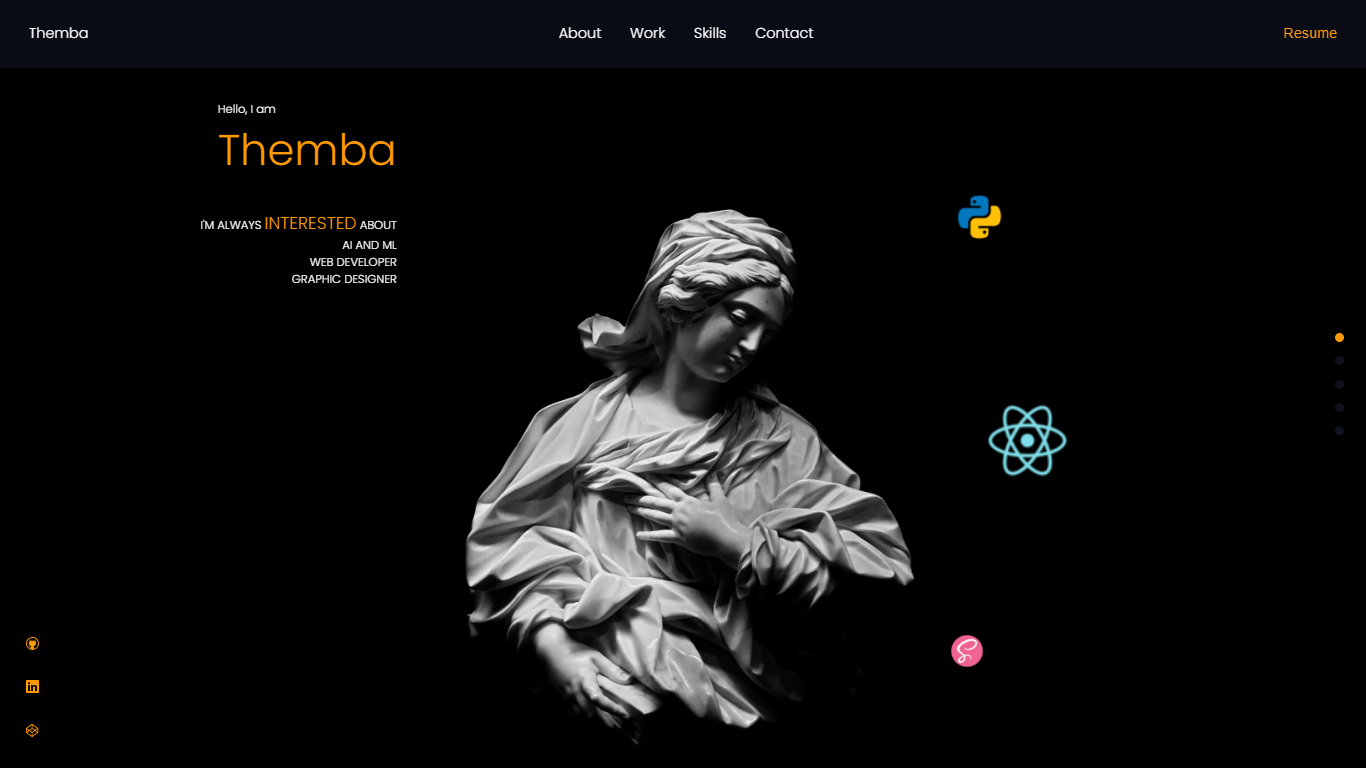 Themba
About
Work
Skills
Contact
Resume
Hello, I am
Themba
I'M ALWAYS INTERESTED ABOUT
AI AND ML
WEB DEVELOPER
GRAPHIC DESIGNER